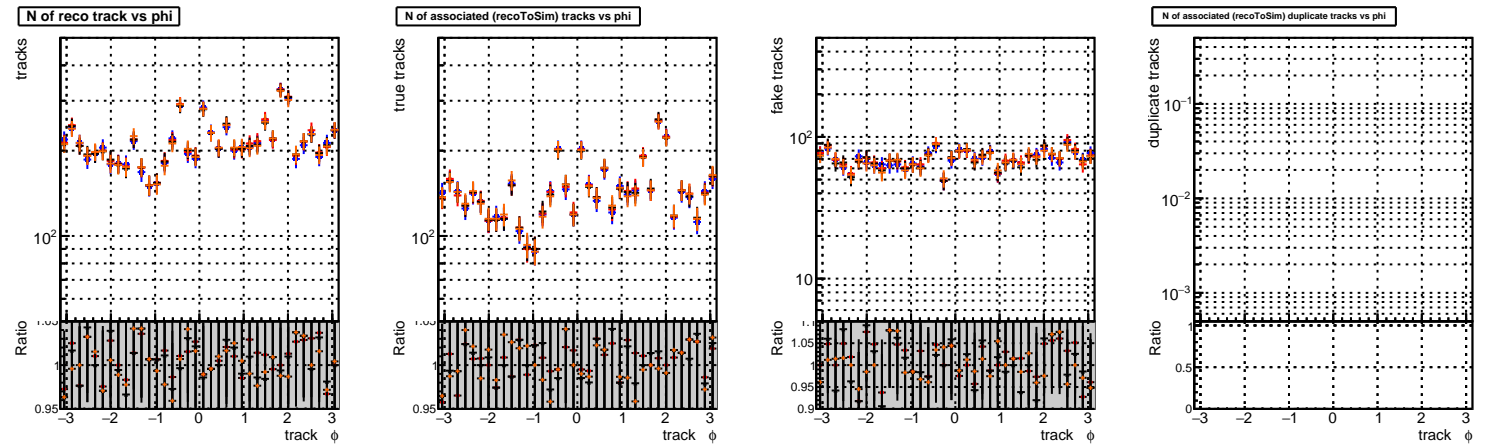 N of reco track vs phi
tracks
10²
Ratio
1.05
1
0.95
−3 −2 −1 0 1 2 3
track ϕ
N of associated (recoToSim) tracks vs phi
true tracks
10²
Ratio
1.05
1
0.95
−3 −2 −1 0 1 2 3
track ϕ
fake tracks
10²
10
Ratio
1.1
1.05
1
0.95
0.9
−3 −2 −1 0 1 2 3
track ϕ
N of associated (recoToSim) duplicate tracks vs phi
duplicate tracks
10⁻¹
10⁻²
10⁻³
Ratio
1
0.5
0
−3 −2 −1 0 1 2 3
track ϕ